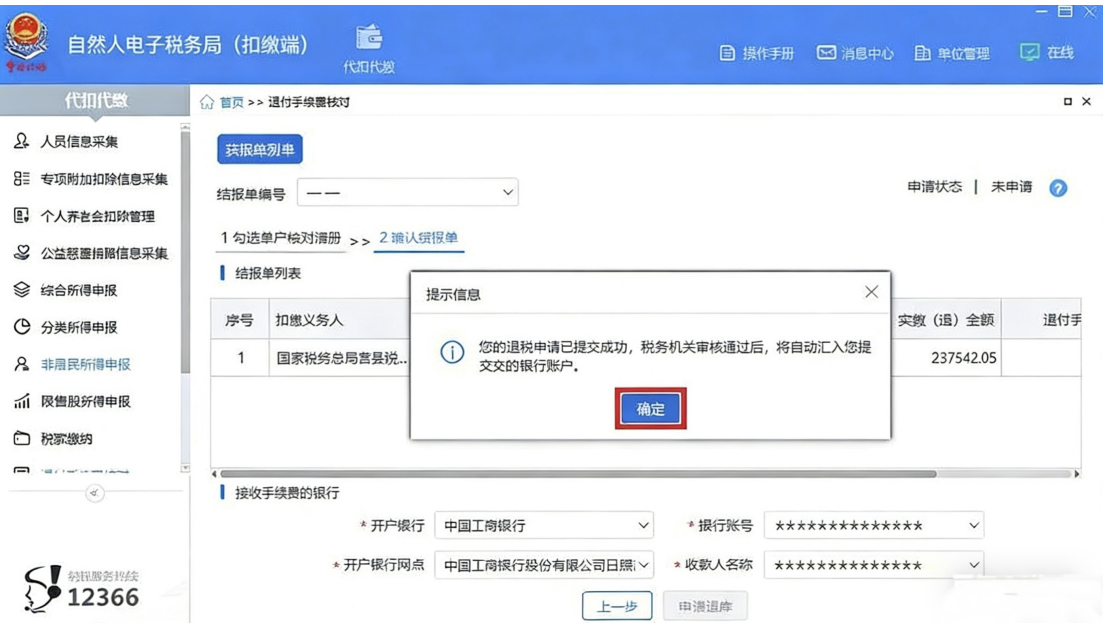 自然人电子税务局（扣缴端）
代扣代缴
操作手册
消息中心
单位管理
在线
代扣代缴
首页 >> 退付手续费核对
人员信息采集
专项附加扣除信息采集
个人养老金扣除管理
公益慈善捐赠信息采集
综合所得申报
分类所得申报
非居民所得申报
限售股所得申报
税款缴纳
12366
结报单编号
——
申请状态 | 未申请
?
1 勾选单户核对清册 >> 2 确认结报单
结报单列表
序号 扣缴义务人 实缴（退）金额 退付手
1 国家税务总局莒县税... 237542.05
提示信息
您的退税申请已提交成功，税务机关审核通过后，将自动汇入您提
交交的银行账户。
确定
接收手续费的银行
* 开户银行 中国工商银行 * 银行账号 **************
* 开户银行网点 中国工商银行股份有限公司日照 * 收款人名称 **************
上一步 申请退库